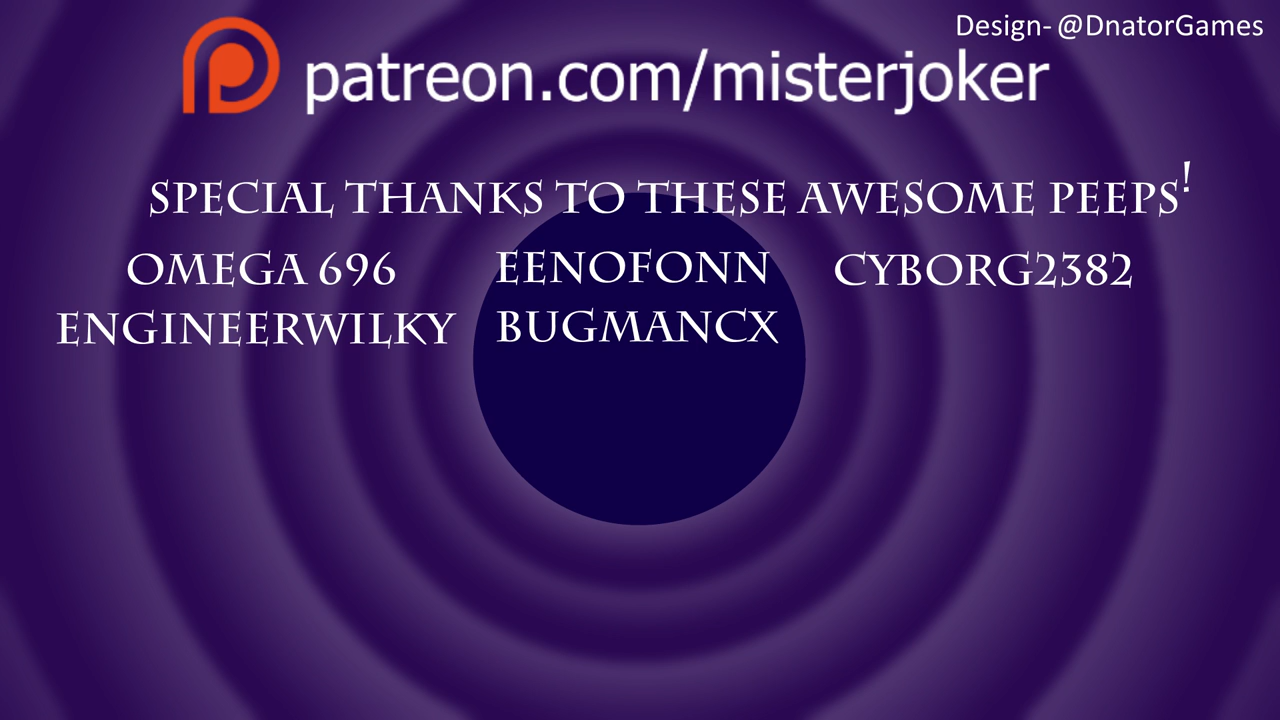 Design- @DnatorGames
patreon.com/misterjoker
SPECIAL THANKS TO THESE AWESOME PEEPS!
OMEGA 696 EENOFONN CYBORG2382
ENGINEERWILKY BUGMANCX